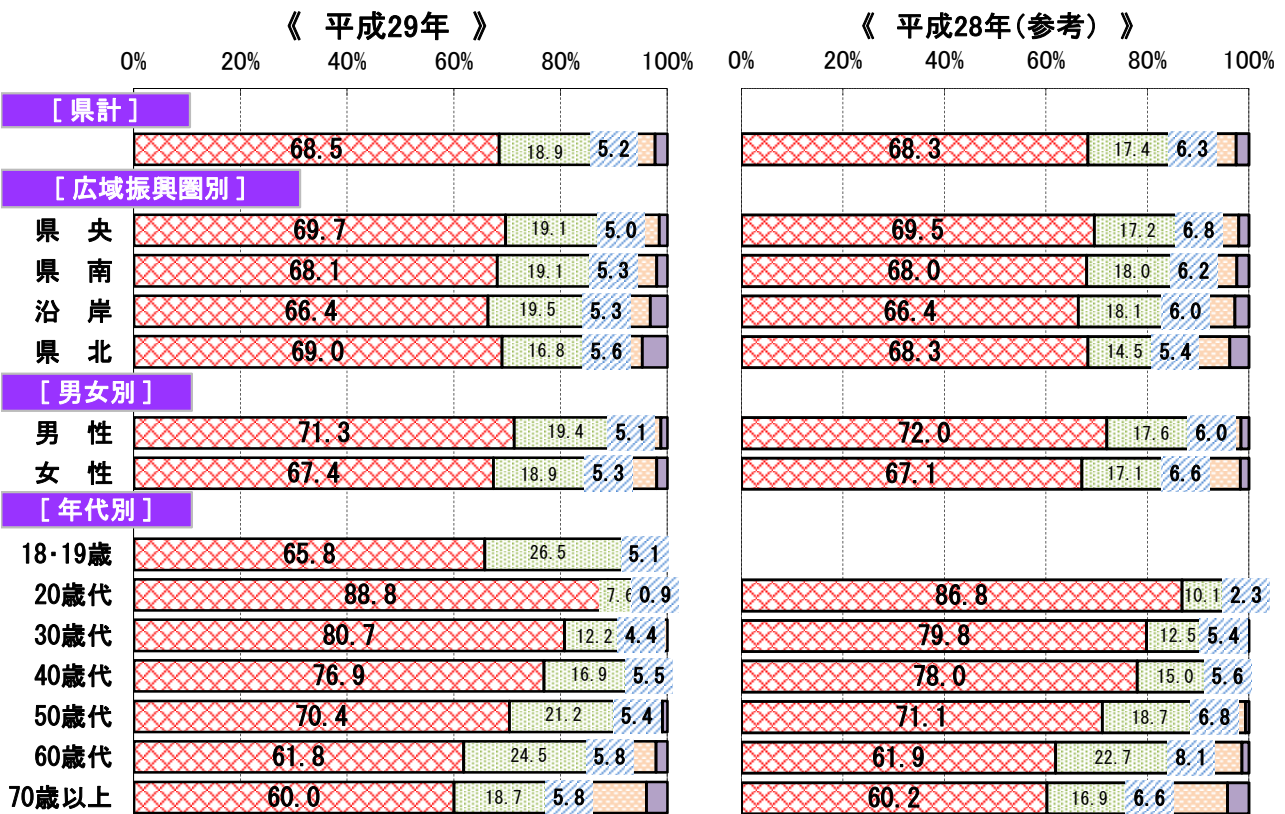 《 平成29年 》 《 平成28年(参考) 》
0% 20% 40% 60% 80% 100% 0% 20% 40% 60% 80% 100%
[ 県計 ]
68.5 18.9 5.2 68.3 17.4 6.3
[ 広域振興圏別 ]
県 央 69.7 19.1 5.0 69.5 17.2 6.8
県 南 68.1 19.1 5.3 68.0 18.0 6.2
沿 岸 66.4 19.5 5.3 66.4 18.1 6.0
県 北 69.0 16.8 5.6 68.3 14.5 5.4
[ 男女別 ]
男 性 71.3 19.4 5.1 72.0 17.6 6.0
女 性 67.4 18.9 5.3 67.1 17.1 6.6
[ 年代別 ]
18・19歳 65.8 26.5 5.1
20歳代 88.8 7.6 0.9 86.8 10.1 2.3
30歳代 80.7 12.2 4.4 79.8 12.5 5.4
40歳代 76.9 16.9 5.5 78.0 15.0 5.6
50歳代 70.4 21.2 5.4 71.1 18.7 6.8
60歳代 61.8 24.5 5.8 61.9 22.7 8.1
70歳以上 60.0 18.7 5.8 60.2 16.9 6.6